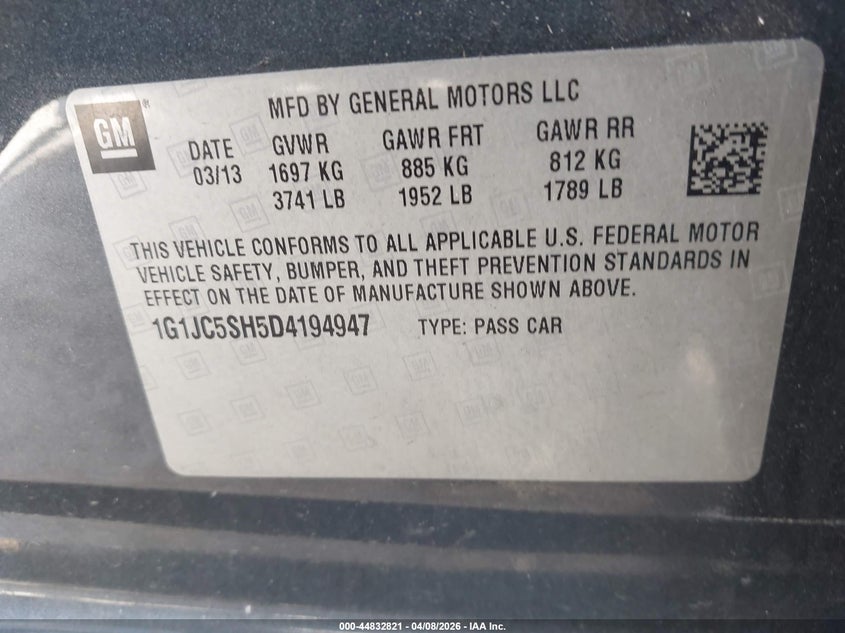 GM
MFD BY GENERAL MOTORS LLC
DATE GVWR GAWR FRT GAWR RR
03/13 1697 KG 885 KG 812 KG
3741 LB 1952 LB 1789 LB
THIS VEHICLE CONFORMS TO ALL APPLICABLE U.S. FEDERAL MOTOR
VEHICLE SAFETY, BUMPER, AND THEFT PREVENTION STANDARDS IN
EFFECT ON THE DATE OF MANUFACTURE SHOWN ABOVE.
1G1JC5SH5D4194947 TYPE: PASS CAR
000-44832821 | 04/08/2026 - IAA Inc.